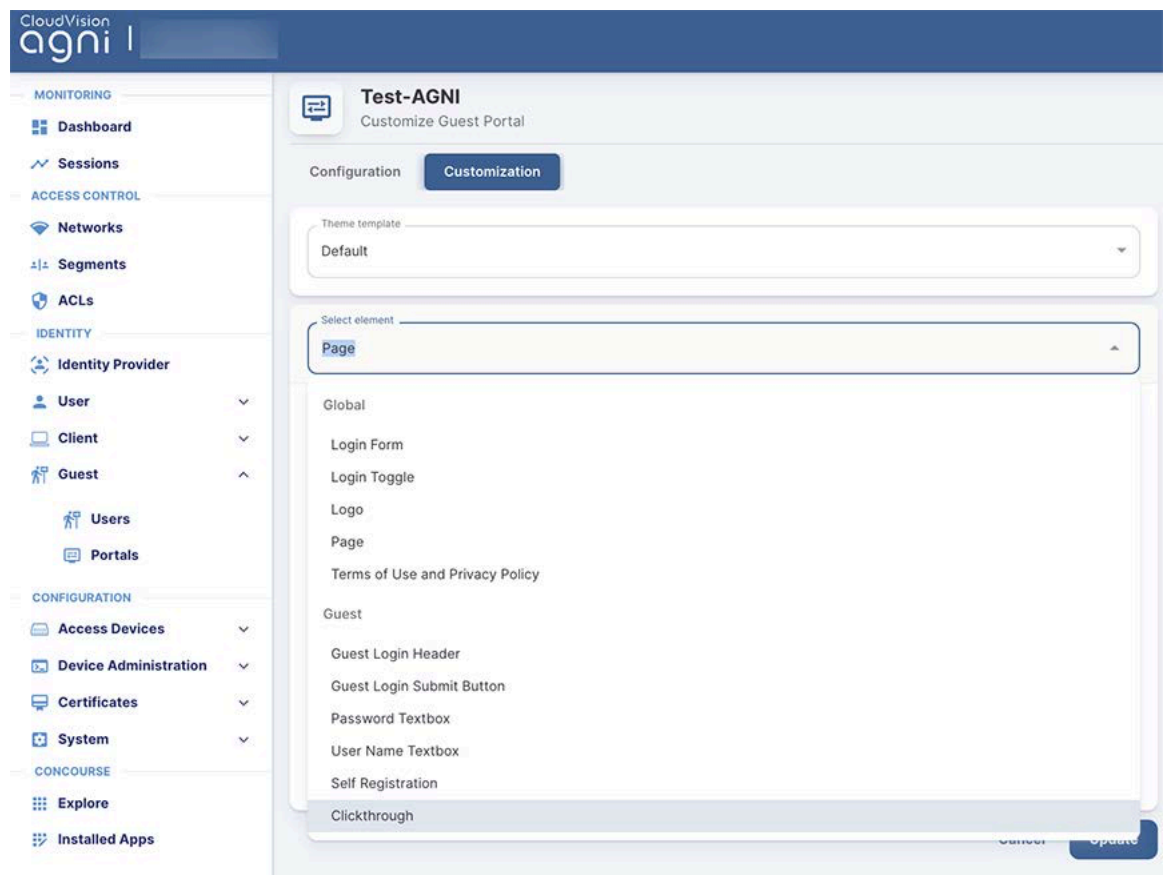 CloudVision
agni |
MONITORING
Dashboard
Sessions
ACCESS CONTROL
Networks
Segments
ACLs
IDENTITY
Identity Provider
User
Client
Guest
Users
Portals
CONFIGURATION
Access Devices
Device Administration
Certificates
System
CONCOURSE
Explore
Installed Apps
Test-AGNI
Customize Guest Portal
Configuration Customization
Theme template
Default
Select element
Page
Global
Login Form
Login Toggle
Logo
Page
Terms of Use and Privacy Policy
Guest
Guest Login Header
Guest Login Submit Button
Password Textbox
User Name Textbox
Self Registration
Clickthrough
Cancel Update